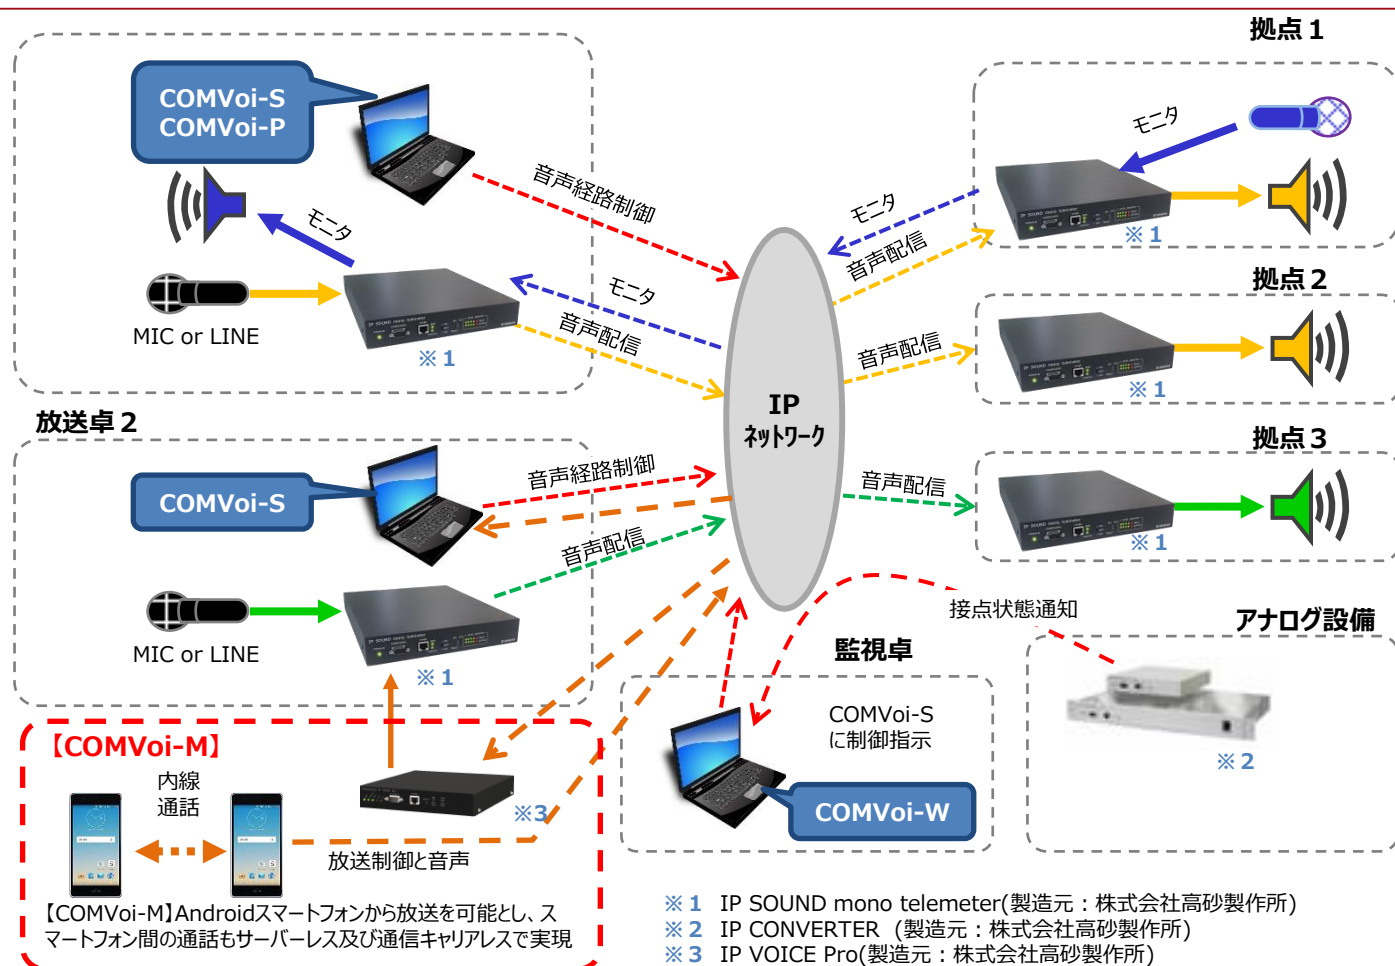 拠点１
COMVoi-S
COMVoi-P
モニタ
音声経路制御
モニタ
音声配信
※１
モニタ
MIC or LINE
※１
モニタ
音声配信
拠点２
音声配信
※１
IP
ネットワーク
放送卓２
COMVoi-S
音声経路制御
音声配信
MIC or LINE
※１
拠点３
音声配信
※１
接点状態通知
アナログ設備
※２
監視卓
COMVoi-S
に制御指示
COMVoi-W
【COMVoi-M】
内線
通話
※3
放送制御と音声
【COMVoi-M】Androidスマートフォンから放送を可能とし、ス
マートフォン間の通話もサーバーレス及び通信キャリアレスで実現
※１ IP SOUND mono telemeter(製造元：株式会社高砂製作所)
※２ IP CONVERTER (製造元：株式会社高砂製作所)
※３ IP VOICE Pro(製造元：株式会社高砂製作所)